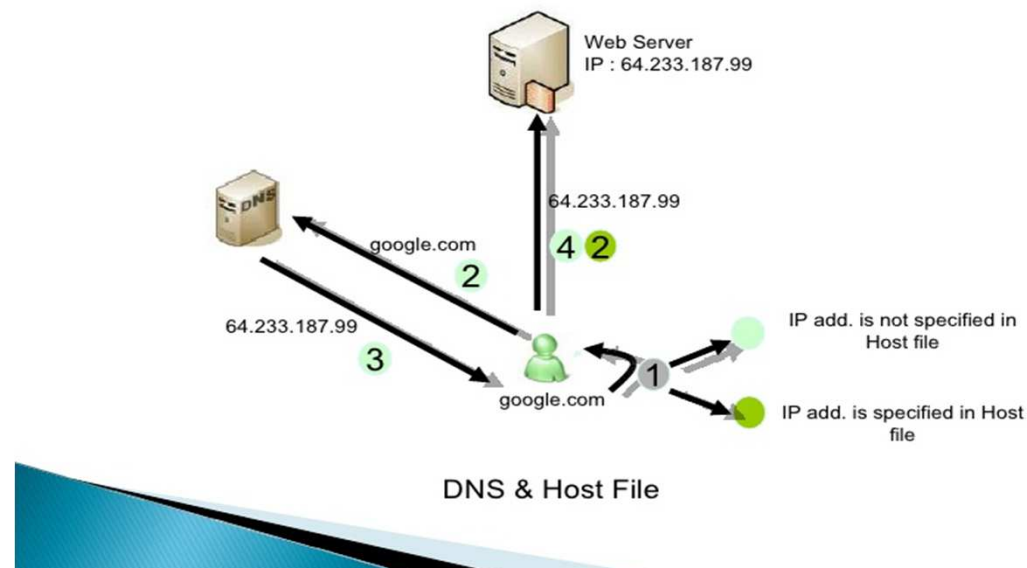 Web Server
IP : 64.233.187.99
DNS
64.233.187.99
google.com
4 2
2
64.233.187.99
3
IP add. is not specified in
Host file
1
google.com
IP add. is specified in Host
file
DNS & Host File